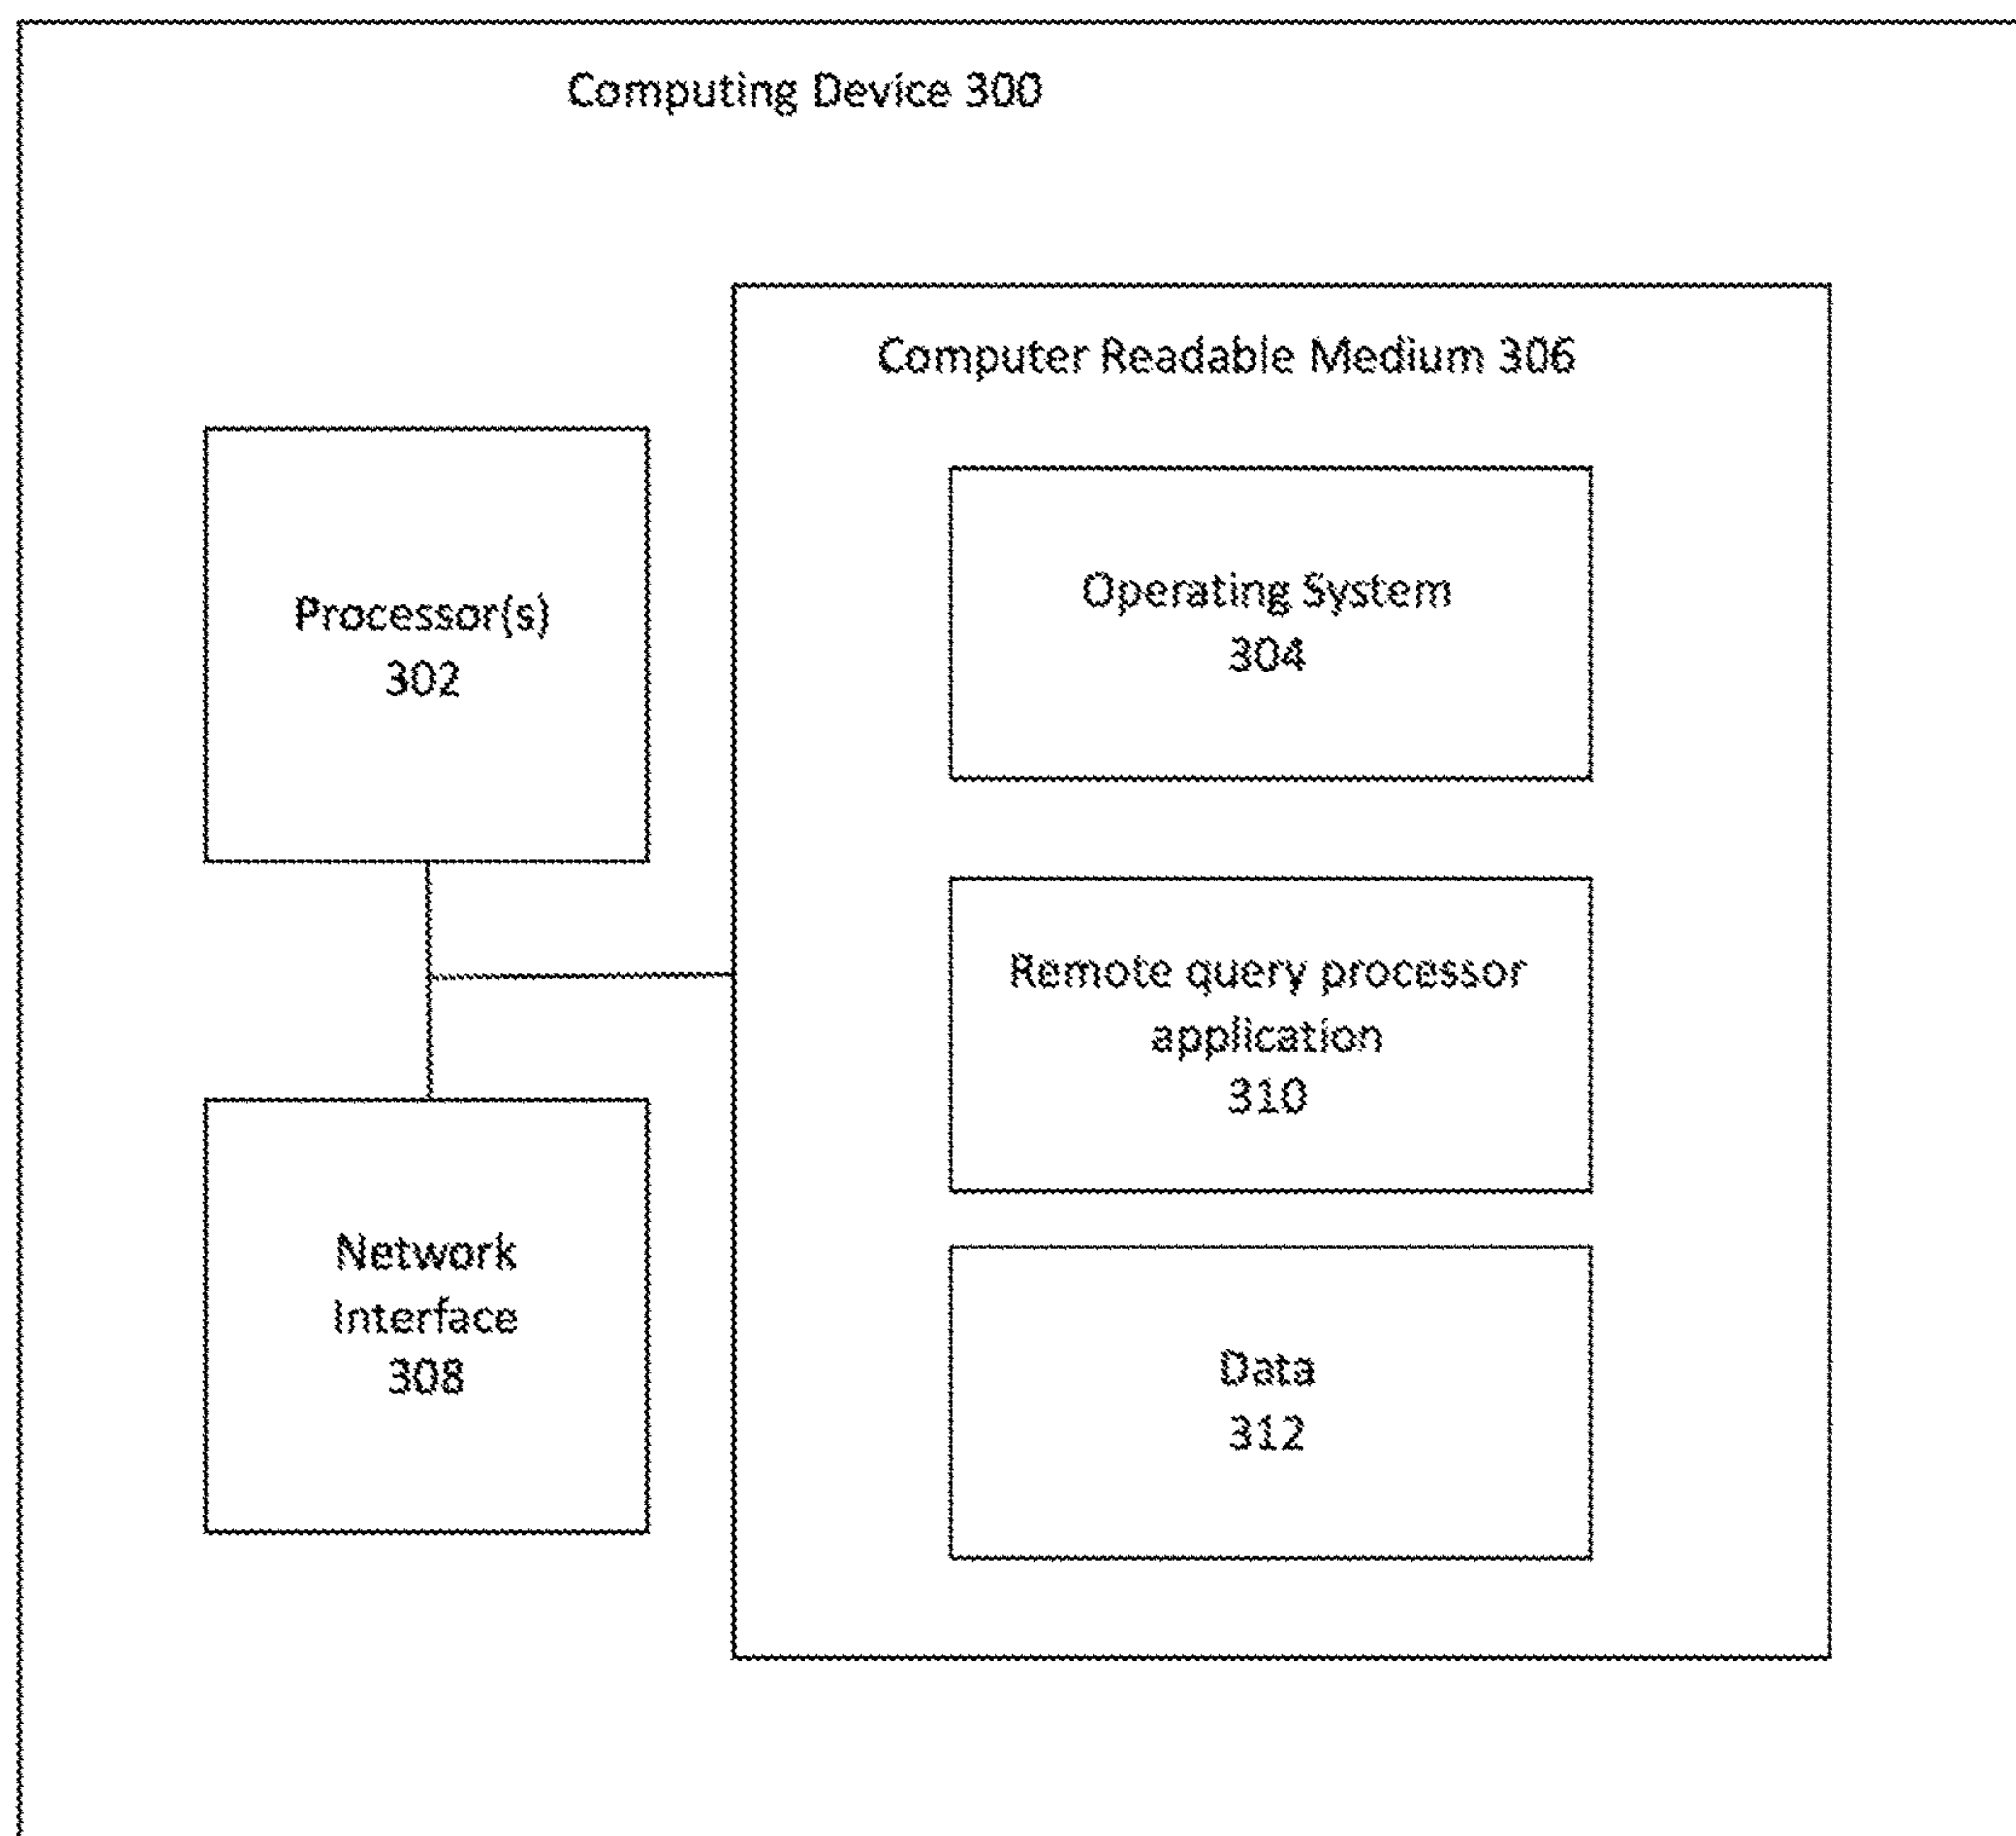 Computing Device 300
Computer Readable Medium 306
Processor(s)
302
Operating System
304
Remote query processor
application
310
Network
Interface
308
Data
312